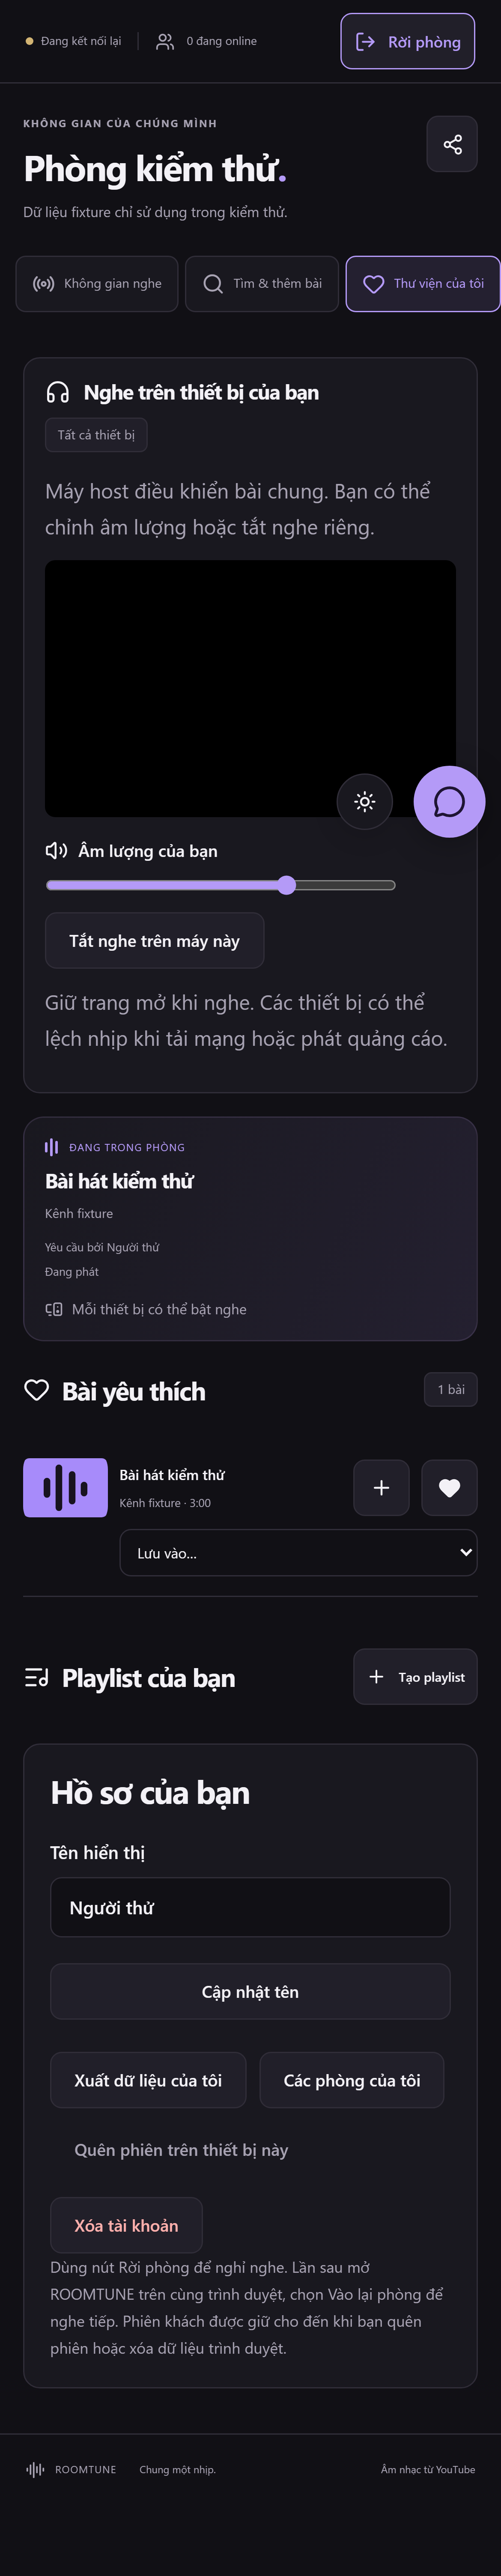 Đang kết nối lại
0 đang online
Rời phòng
KHÔNG GIAN CỦA CHÚNG MÌNH
Phòng kiểm thử.
Dữ liệu fixture chỉ sử dụng trong kiểm thử.
Không gian nghe
Tìm & thêm bài
Thư viện của tôi
Nghe trên thiết bị của bạn
Tất cả thiết bị
Máy host điều khiển bài chung. Bạn có thể
chỉnh âm lượng hoặc tắt nghe riêng.
Âm lượng của bạn
Tắt nghe trên máy này
Giữ trang mở khi nghe. Các thiết bị có thể
lệch nhịp khi tải mạng hoặc phát quảng cáo.
ĐANG TRONG PHÒNG
Bài hát kiểm thử
Kênh fixture
Yêu cầu bởi Người thử
Đang phát
Mỗi thiết bị có thể bật nghe
Bài yêu thích
1 bài
Bài hát kiểm thử
Kênh fixture · 3:00
Lưu vào...
Playlist của bạn
Tạo playlist
Hồ sơ của bạn
Tên hiển thị
Người thử
Cập nhật tên
Xuất dữ liệu của tôi
Các phòng của tôi
Quên phiên trên thiết bị này
Xóa tài khoản
Dùng nút Rời phòng để nghỉ nghe. Lần sau mở
ROOMTUNE trên cùng trình duyệt, chọn Vào lại phòng để
nghe tiếp. Phiên khách được giữ cho đến khi bạn quên
phiên hoặc xóa dữ liệu trình duyệt.
ROOMTUNE
Chung một nhịp.
Âm nhạc từ YouTube